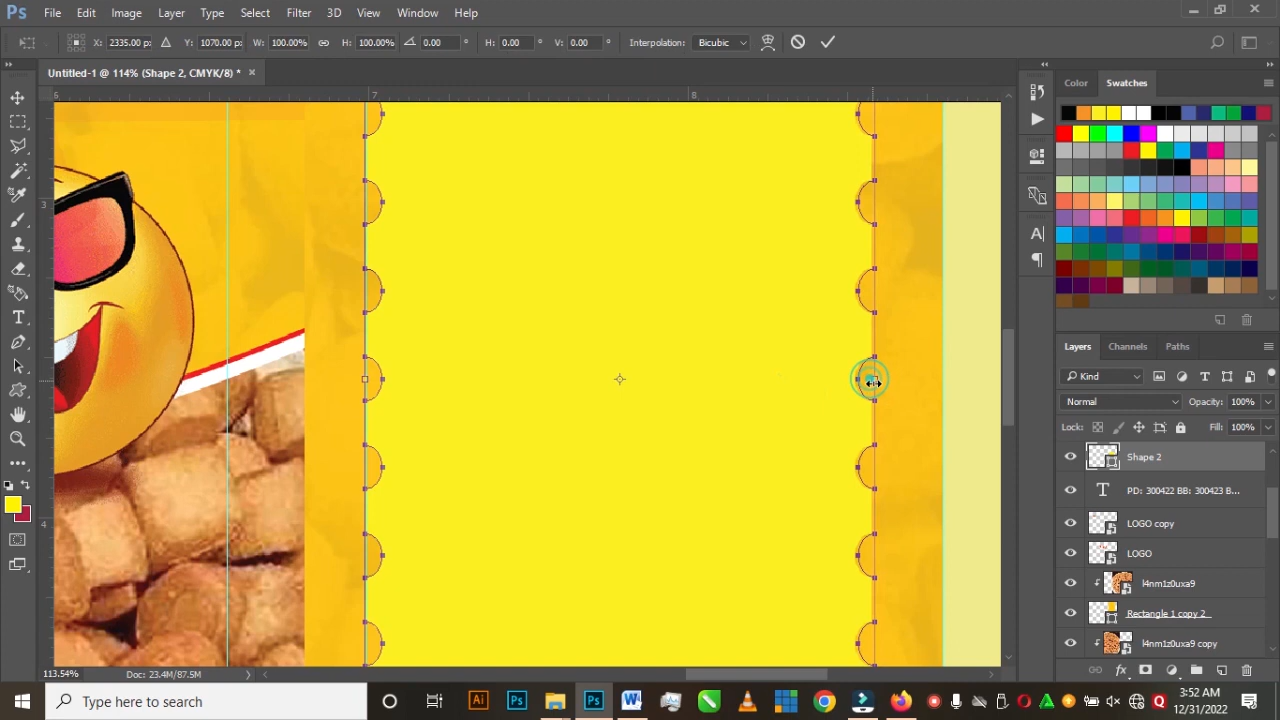 Ps File Edit Image Layer Type Select Filter 3D View Window Help
X: 2335.00 px Y: 1070.00 px W: 100.00% H: 100.00% 0.00 ° H: 0.00 ° V: 0.00 ° Interpolation: Bicubic
Untitled-1 @ 114% (Shape 2, CMYK/8) * ×
Color Swatches
5 7 8
3
4
Layers Channels Paths
Kind
Normal Opacity: 100%
Lock: Fill: 100%
Shape 2
T PD: 300422 BB: 300423 B...
LOGO copy
LOGO
l4nm1z0uxa9
Rectangle 1 copy 2
l4nm1z0uxa9 copy
113.54% Doc: 23.4M/87.5M
Type here to search
3:52 AM
12/31/2022